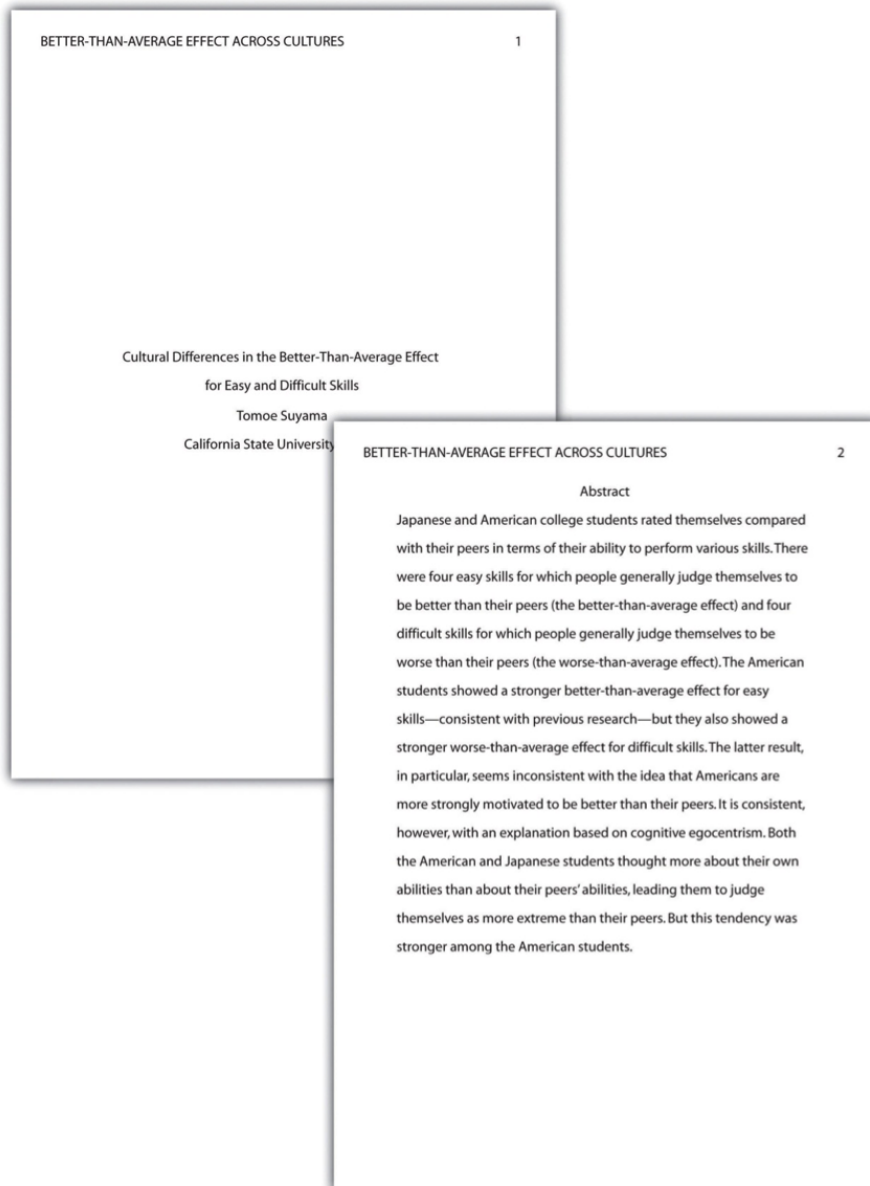 BETTER-THAN-AVERAGE EFFECT ACROSS CULTURES 1
Cultural Differences in the Better-Than-Average Effect
for Easy and Difficult Skills
Tomoe Suyama
California State University
BETTER-THAN-AVERAGE EFFECT ACROSS CULTURES 2
Abstract
Japanese and American college students rated themselves compared
with their peers in terms of their ability to perform various skills. There
were four easy skills for which people generally judge themselves to
be better than their peers (the better-than-average effect) and four
difficult skills for which people generally judge themselves to be
worse than their peers (the worse-than-average effect). The American
students showed a stronger better-than-average effect for easy
skills—consistent with previous research—but they also showed a
stronger worse-than-average effect for difficult skills. The latter result,
in particular, seems inconsistent with the idea that Americans are
more strongly motivated to be better than their peers. It is consistent,
however, with an explanation based on cognitive egocentrism. Both
the American and Japanese students thought more about their own
abilities than about their peers' abilities, leading them to judge
themselves as more extreme than their peers. But this tendency was
stronger among the American students.